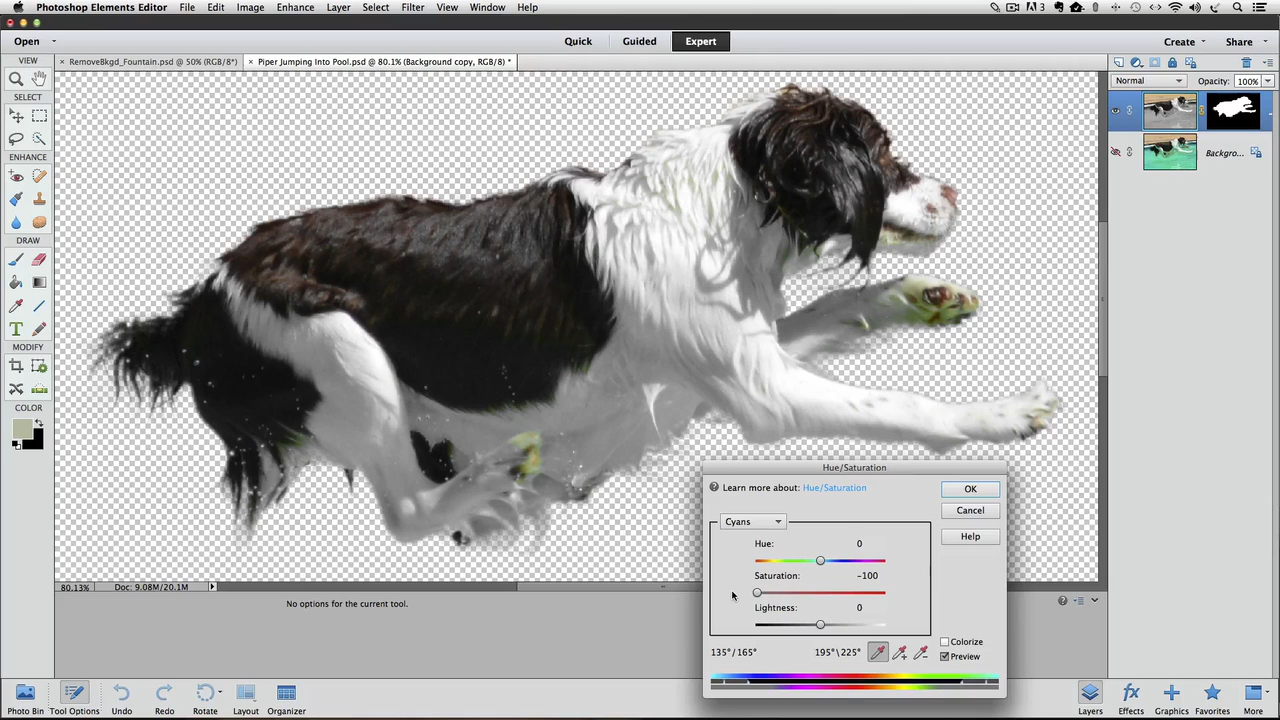 Photoshop Elements Editor File Edit Image Enhance Layer Select Filter View Window Help
3
Open Quick Guided Expert Create Share
VIEW
× RemoveBkgd_Fountain.psd @ 50% (RGB/8*) × Piper Jumping Into Pool.psd @ 80.1% (Background copy, RGB/8) *
Normal Opacity: 100%
SELECT
Backgro...
ENHANCE
DRAW
T
MODIFY
COLOR
Hue/Saturation
Learn more about: Hue/Saturation
OK
Cancel
Help
Cyans
Hue: 0
Saturation: -100
Lightness: 0
Colorize
Preview
135°/165° 195°\225°
80.13% Doc: 9.08M/20.1M
No options for the current tool.
Photo Bin Tool Options Undo Redo Rotate Layout Organizer
Layers Effects Graphics Favorites More